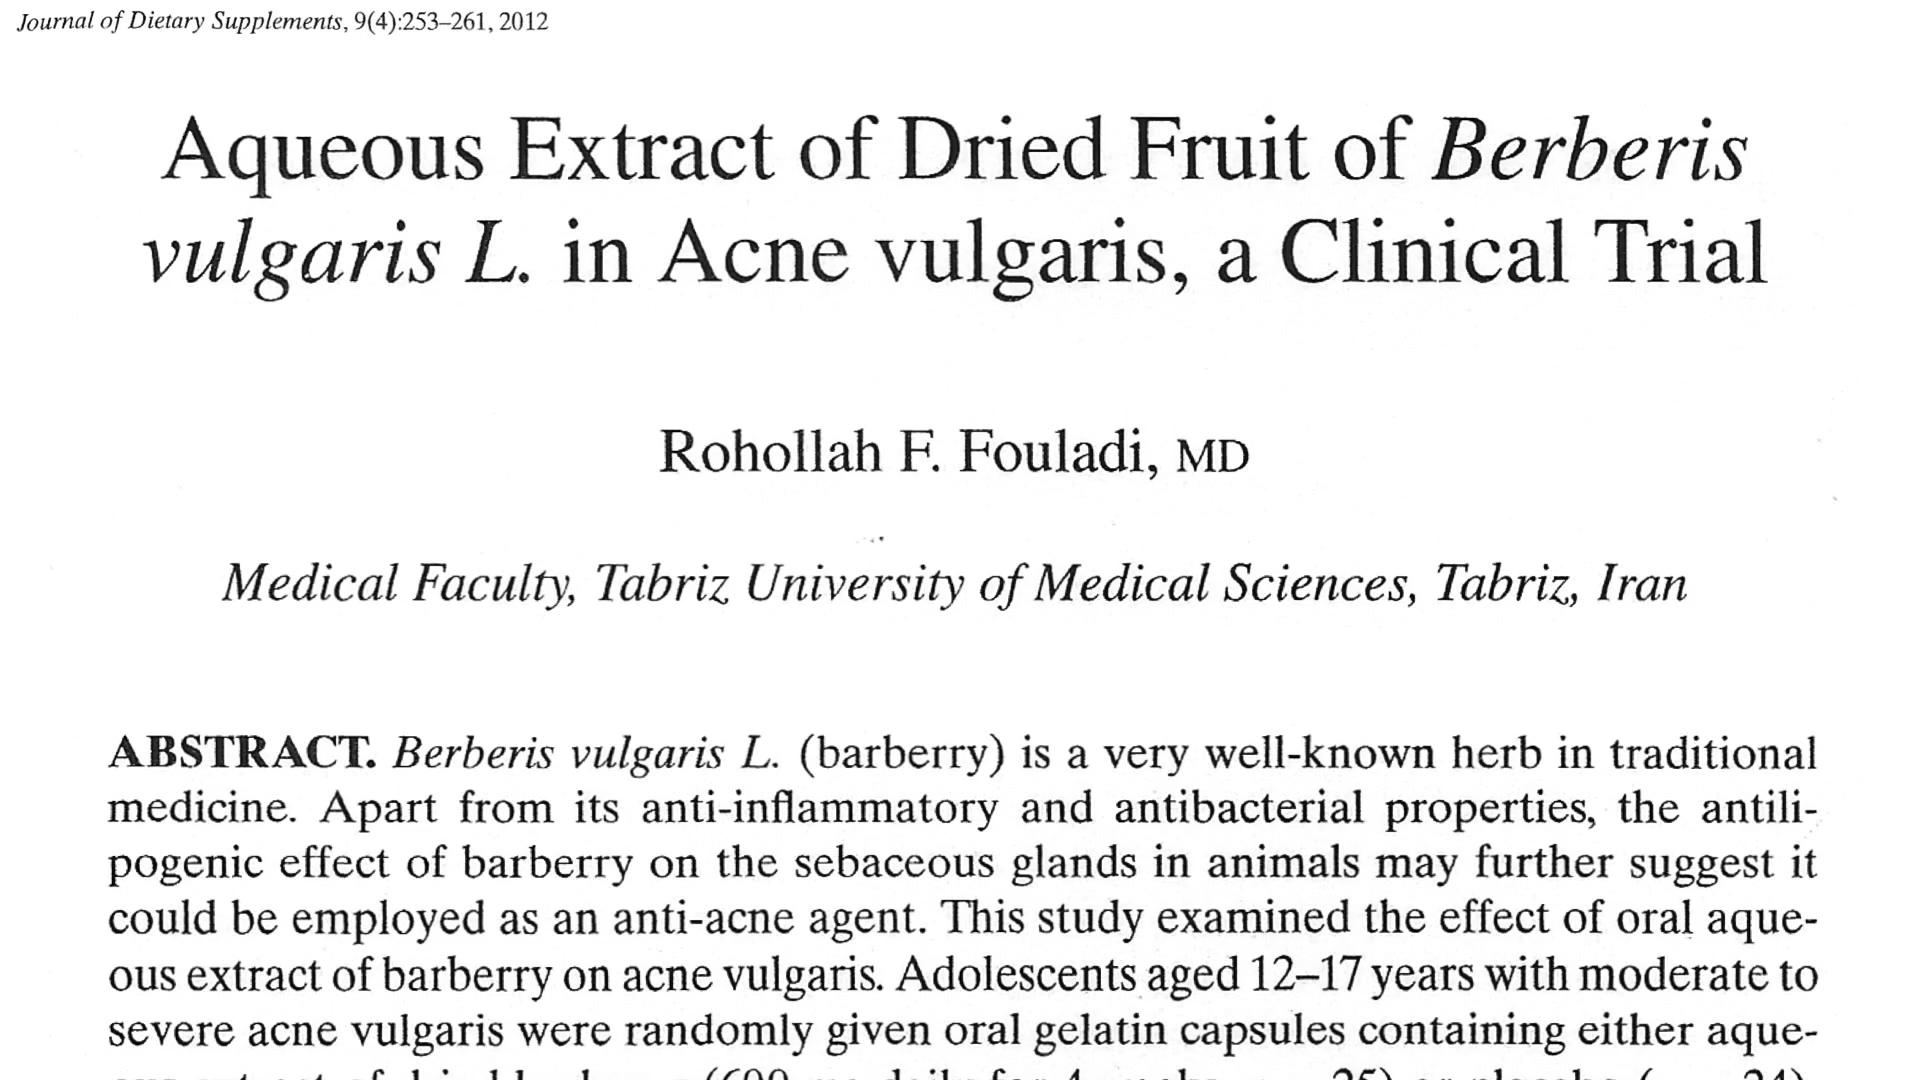 Journal of Dietary Supplements, 9(4):253–261, 2012
Aqueous Extract of Dried Fruit of Berberis
vulgaris L. in Acne vulgaris, a Clinical Trial
Rohollah F. Fouladi, MD
Medical Faculty, Tabriz University of Medical Sciences, Tabriz, Iran
ABSTRACT. Berberis vulgaris L. (barberry) is a very well-known herb in traditional
medicine. Apart from its anti-inflammatory and antibacterial properties, the antili-
pogenic effect of barberry on the sebaceous glands in animals may further suggest it
could be employed as an anti-acne agent. This study examined the effect of oral aque-
ous extract of barberry on acne vulgaris. Adolescents aged 12–17 years with moderate to
severe acne vulgaris were randomly given oral gelatin capsules containing either aque-